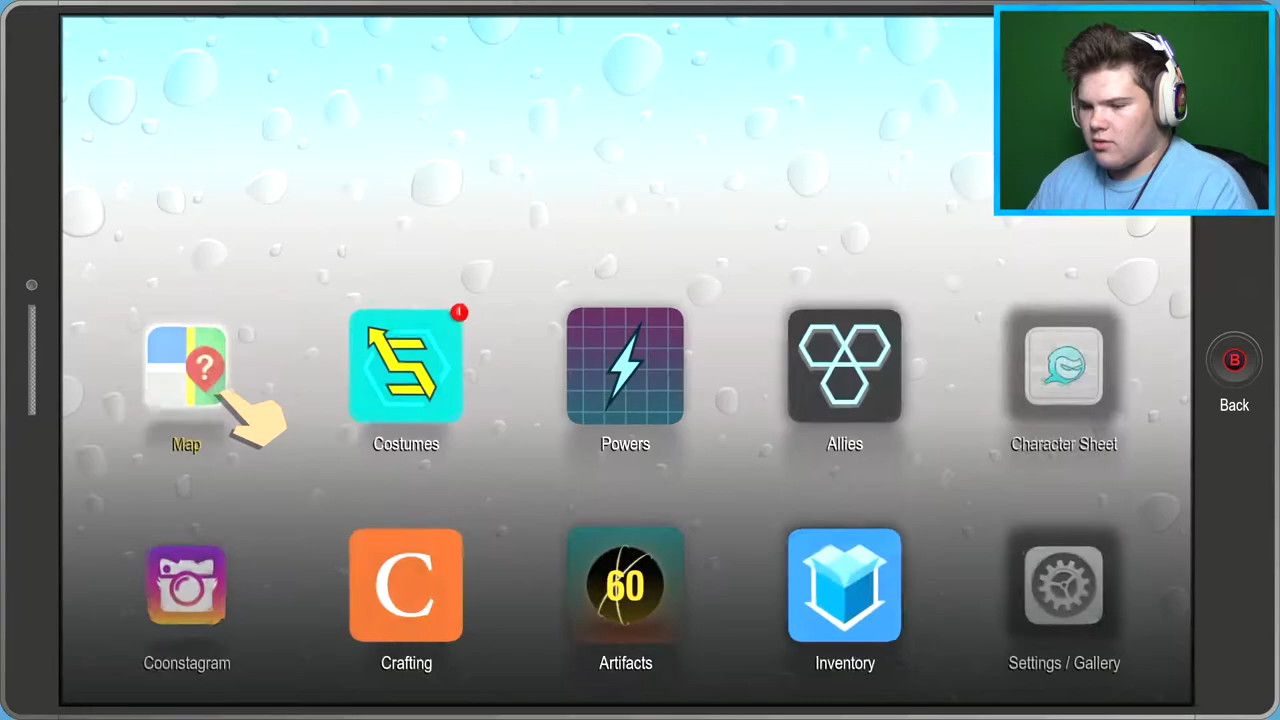 ?
!
Map
Costumes
Powers
Allies
Character Sheet
B
Back
C
60
Coonstagram
Crafting
Artifacts
Inventory
Settings / Gallery